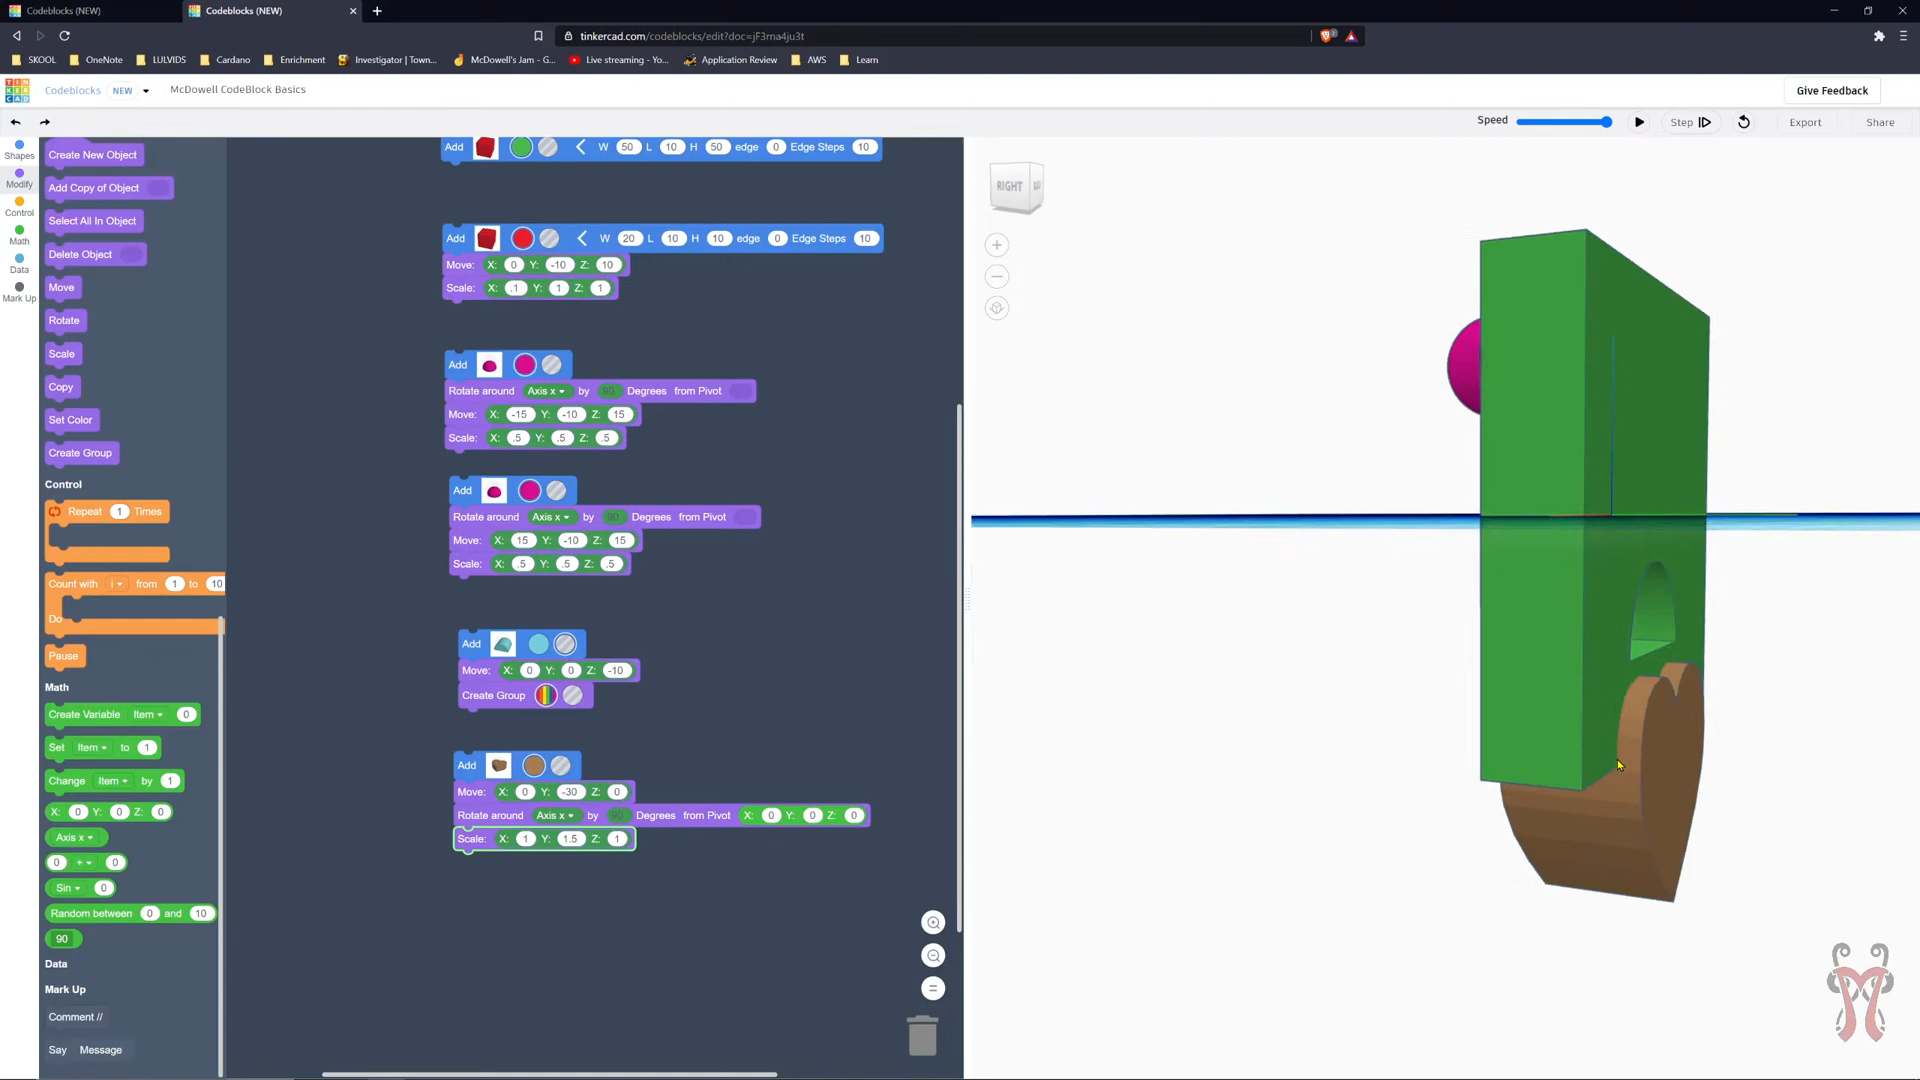 Codeblocks (NEW)
Codeblocks (NEW)
tinkercad.com/codeblocks/edit?doc=jF3ma4ju3t
SKOOL
OneNote
LULVIDS
Cardano
Enrichment
Investigator | Town...
McDowell's Jam - G...
Live streaming - Yo...
Application Review
AWS
Learn
TIN
KER
CAD
Codeblocks NEW
McDowell CodeBlock Basics
Give Feedback
Speed
Step
Export
Share
Shapes
Modify
Control
Math
Data
Mark Up
Create New Object
Add Copy of Object
Select All In Object
Delete Object
Move
Rotate
Scale
Copy
Set Color
Create Group
Control
Repeat 1 Times
Count with i from 1 to 10
Do
Pause
Math
Create Variable Item 0
Set Item to 1
Change Item by 1
X: 0 Y: 0 Z: 0
Axis x
0 + 0
Sin 0
Random between 0 and 10
90
Data
Mark Up
Comment //
Say Message
Add W 50 L 10 H 50 edge 0 Edge Steps 10
Add W 20 L 10 H 10 edge 0 Edge Steps 10
Move: X: 0 Y: -10 Z: 10
Scale: X: .1 Y: 1 Z: 1
Add
Rotate around Axis x by 90 Degrees from Pivot
Move: X: -15 Y: -10 Z: 15
Scale: X: .5 Y: .5 Z: .5
Add
Rotate around Axis x by 90 Degrees from Pivot
Move: X: 15 Y: -10 Z: 15
Scale: X: .5 Y: .5 Z: .5
Add
Move: X: 0 Y: 0 Z: -10
Create Group
Add
Move: X: 0 Y: -30 Z: 0
Rotate around Axis x by 90 Degrees from Pivot X: 0 Y: 0 Z: 0
Scale: X: 1 Y: 1.5 Z: 1
RIGHT